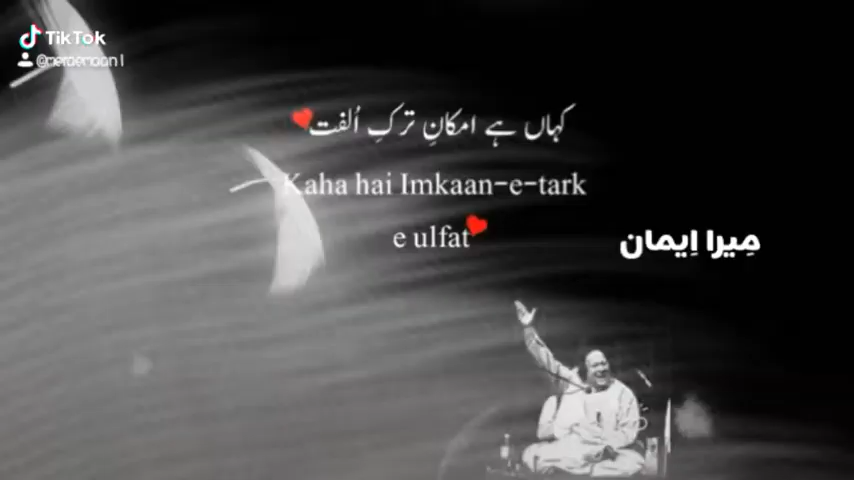 TikTok
کہاں ہے امکانِ ترکِ اُلفت
Kaha hai Imkaan-e-tark
e ulfat
مِیرا اِیمان